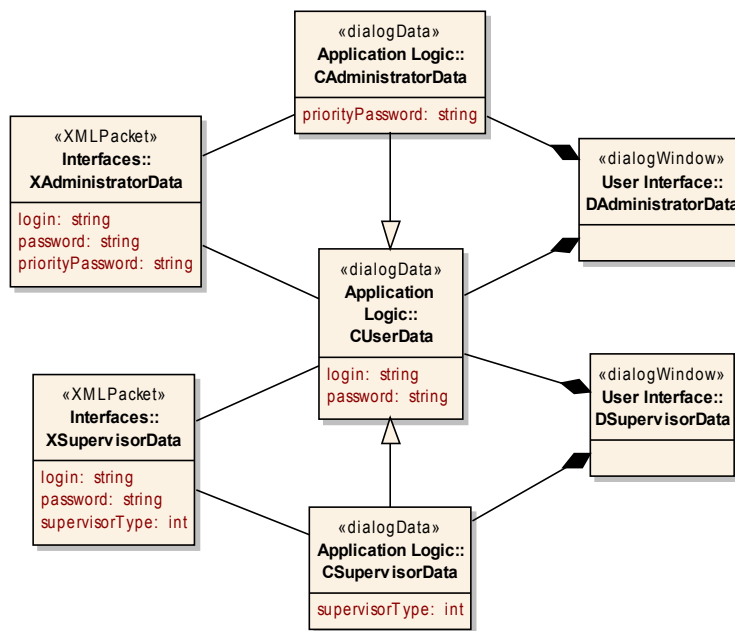 «dialogData»
Application Logic::
CAdministratorData
priorityPassword: string
«XMLPacket»
Interfaces::
XAdministratorData
login: string
password: string
priorityPassword: string
«dialogWindow»
User Interface::
DAdministratorData
«dialogData»
Application
Logic::
CUserData
login: string
password: string
«XMLPacket»
Interfaces::
XSupervisorData
login: string
password: string
supervisorType: int
«dialogWindow»
User Interface::
DSupervisorData
«dialogData»
Application Logic::
CSupervisorData
supervisorType: int